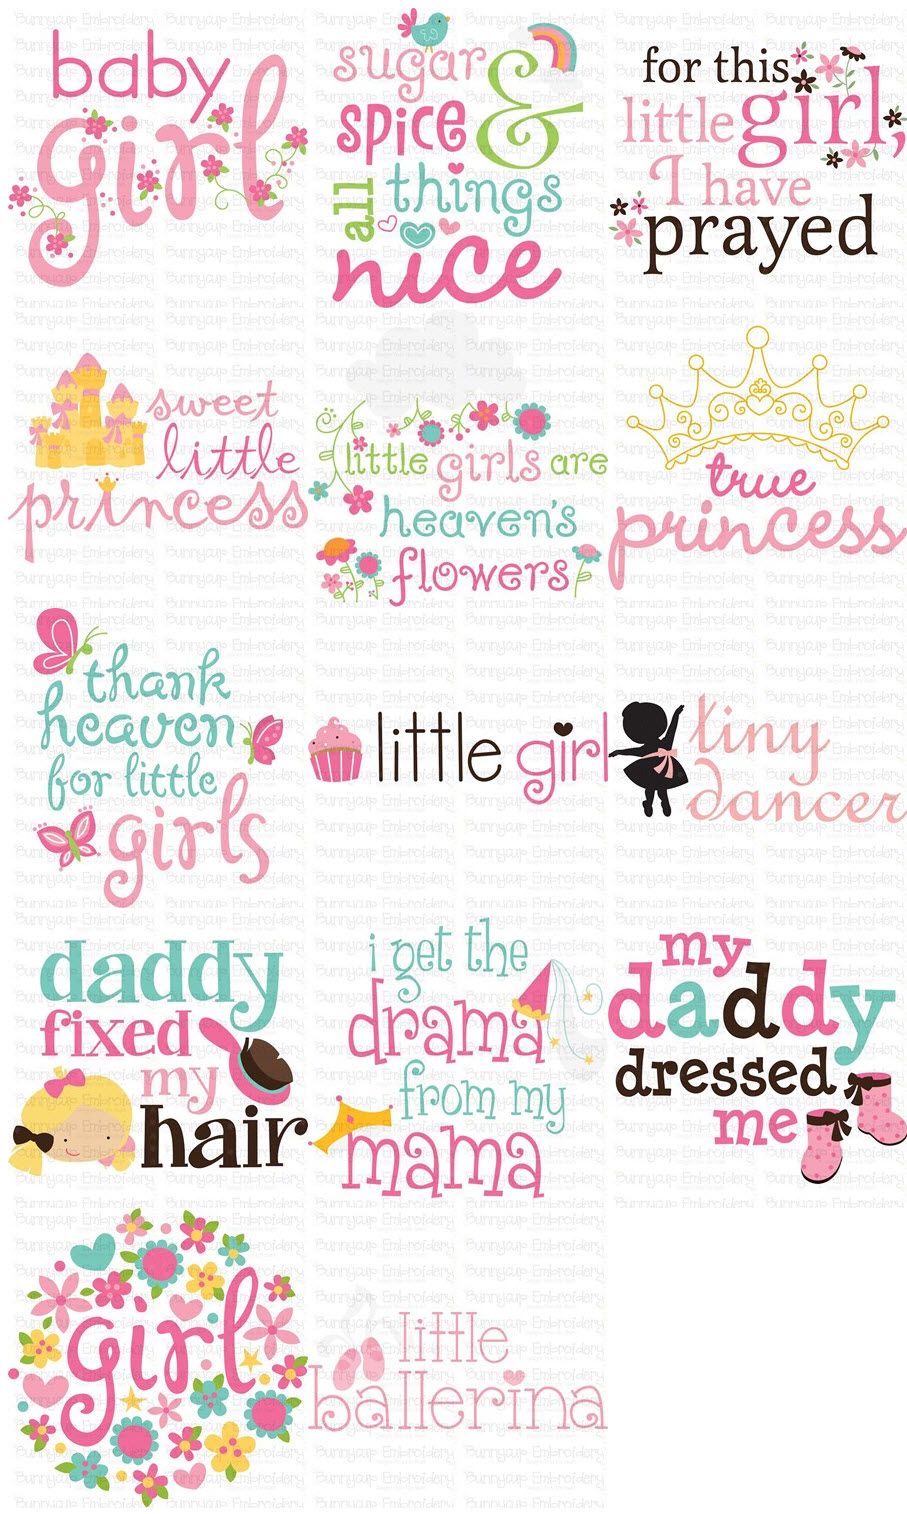 baby
girl
sugar
spice &
all things
nice
for this
little girl,
I have
prayed
sweet
little
princess
little girls are
heaven's
flowers
true
princess
thank
heaven
for little
girls
little girl
tiny
dancer
daddy
fixed
my
hair
i get the
drama
from my
mama
my
daddy
dressed
me
girl
little
ballerina
Bunnycup Embroidery